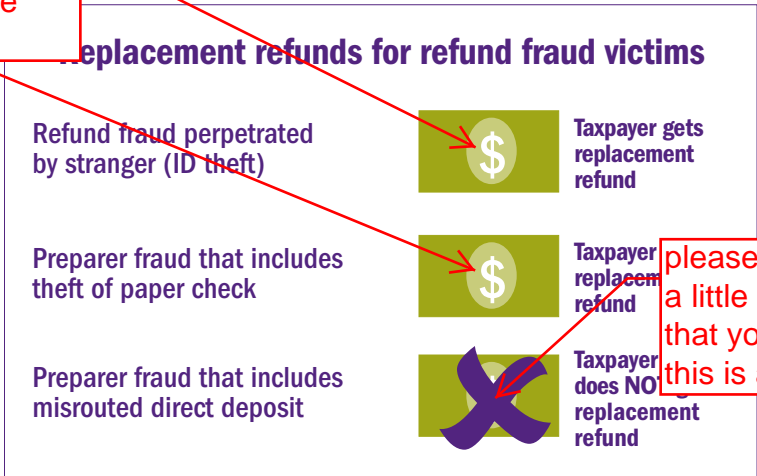 e
eplacement refunds for refund fraud victims
Refund fraud perpetrated
by stranger (ID theft)
$
Taxpayer gets
replacement
refund
Preparer fraud that includes
theft of paper check
$
Taxpayer
replacem
refund
please
a little
that yo
this is
Preparer fraud that includes
misrouted direct deposit
Taxpayer
does NOT
replacement
refund